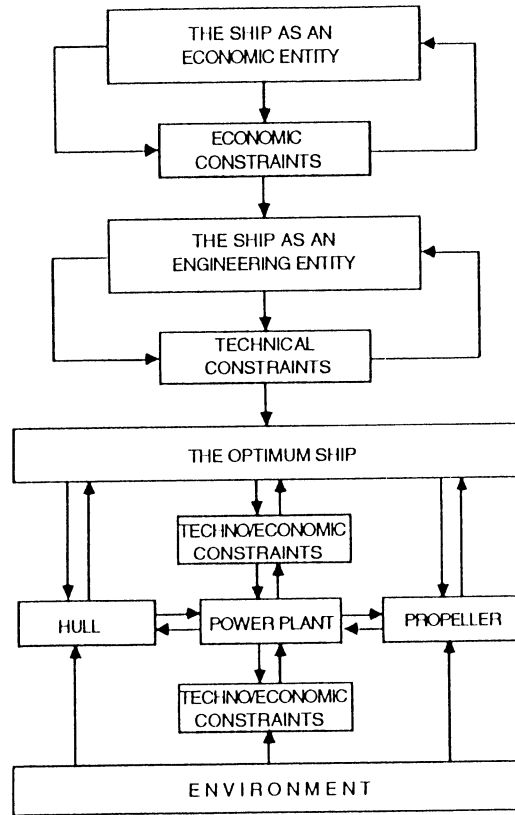 THE SHIP AS AN
ECONOMIC ENTITY
ECONOMIC
CONSTRAINTS
THE SHIP AS AN
ENGINEERING ENTITY
TECHNICAL
CONSTRAINTS
THE OPTIMUM SHIP
TECHNO/ECONOMIC
CONSTRAINTS
HULL
POWER PLANT
PROPELLER
TECHNO/ECONOMIC
CONSTRAINTS
ENVIRONMENT